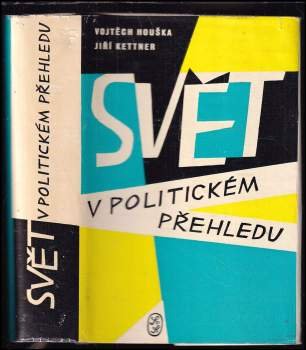 VOJTĚCH HOUŠKA
JIŘÍ KETTNER
SVĚT
V POLITICKÉM
PŘEHLEDU
SVĚT
V POLITICKÉM PŘEHLEDU